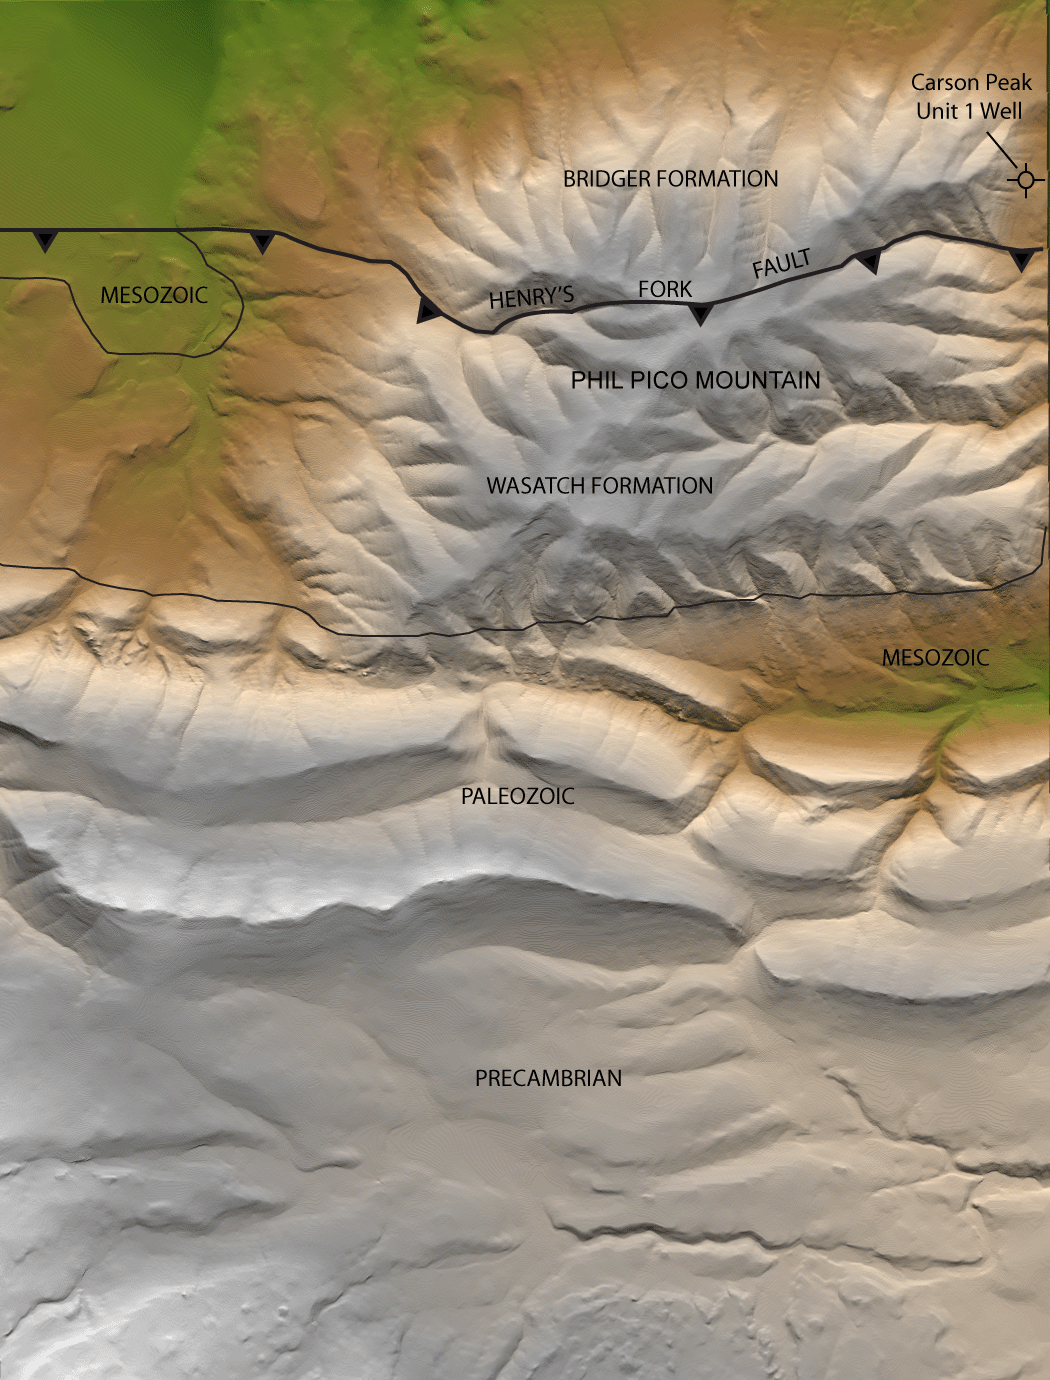 Carson Peak
Unit 1 Well
BRIDGER FORMATION
HENRY'S FORK FAULT
MESOZOIC
PHIL PICO MOUNTAIN
WASATCH FORMATION
MESOZOIC
PALEOZOIC
PRECAMBRIAN